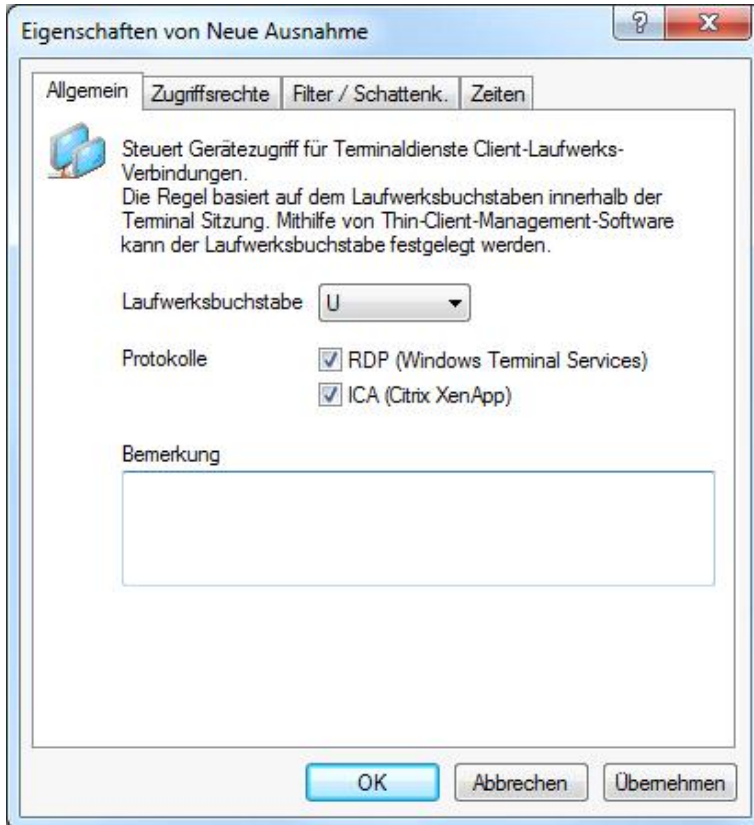 Eigenschaften von Neue Ausnahme
Allgemein Zugriffsrechte Filter / Schattenk. Zeiten
Steuert Gerätezugriff für Terminaldienste Client-Laufwerks-
Verbindungen.
Die Regel basiert auf dem Laufwerksbuchstaben innerhalb der
Terminal Sitzung. Mithilfe von Thin-Client-Management-Software
kann der Laufwerksbuchstabe festgelegt werden.
Laufwerksbuchstabe U
Protokolle RDP (Windows Terminal Services)
ICA (Citrix XenApp)
Bemerkung
OK Abbrechen Übernehmen